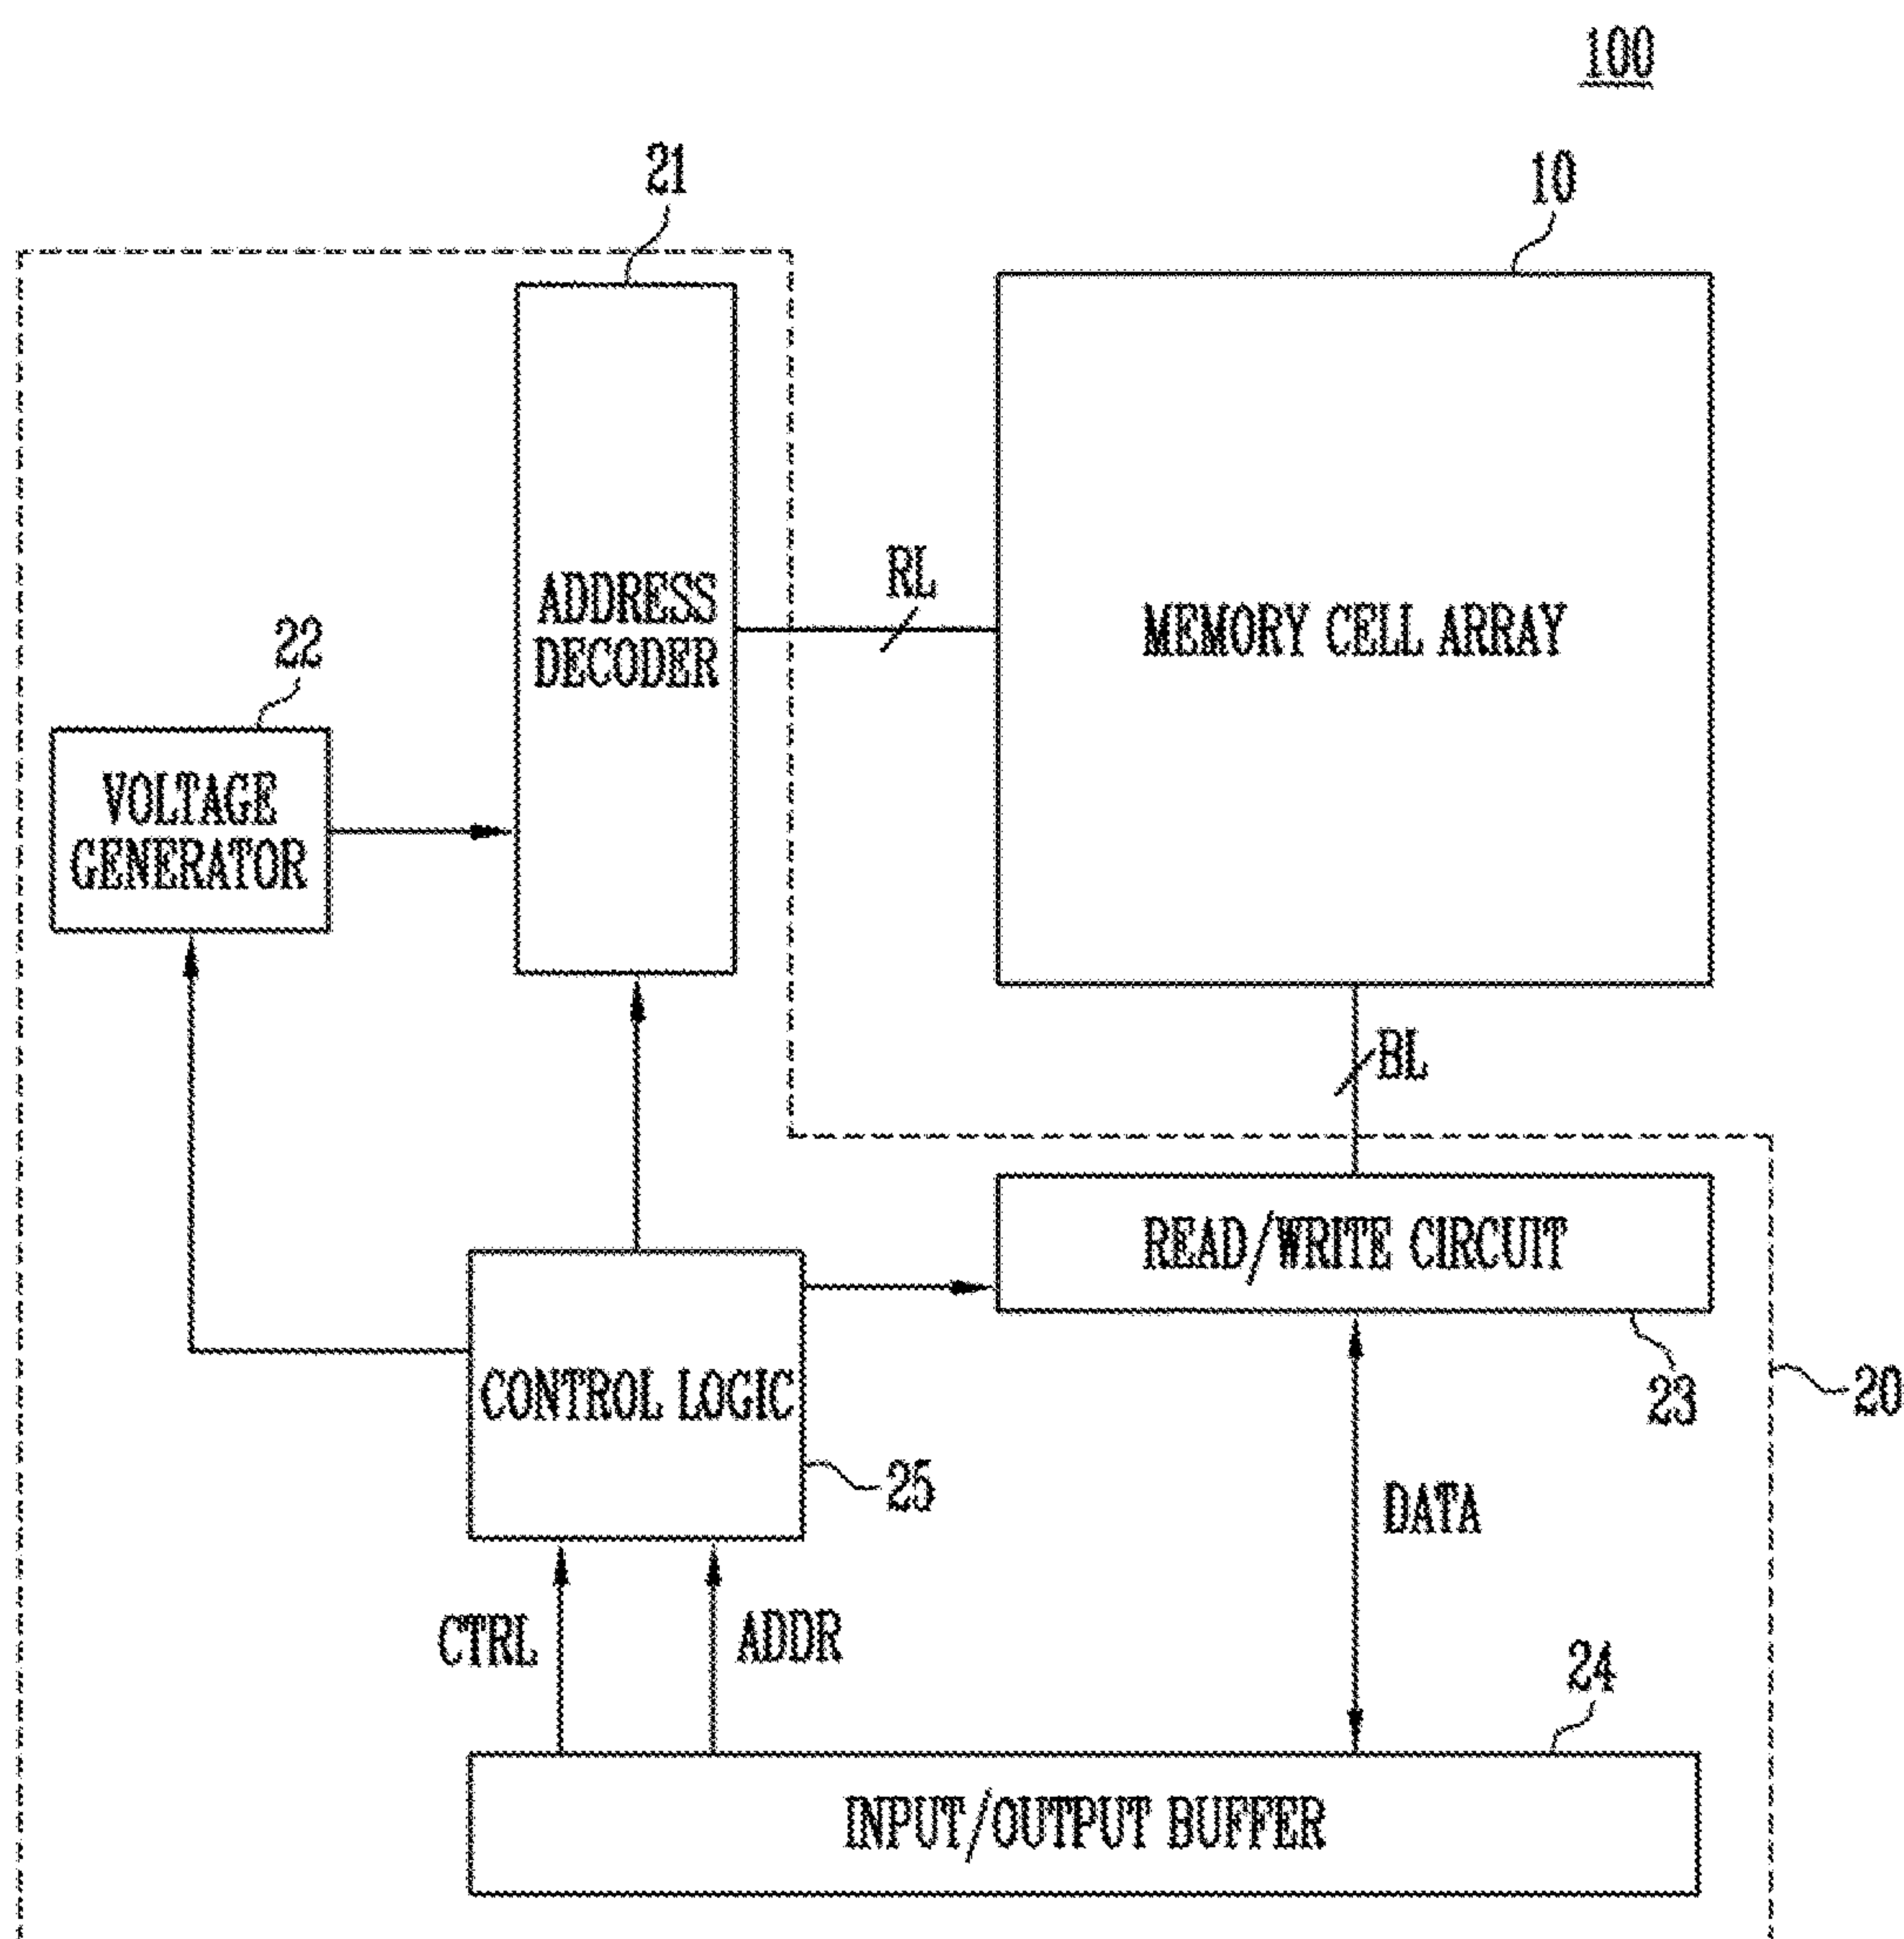 100
21
10
ADDRESS
DECODER
RL
MEMORY CELL ARRAY
22
VOLTAGE
GENERATOR
BL
READ/WRITE CIRCUIT
CONTROL LOGIC
23
20
25
DATA
CTRL
ADDR
24
INPUT/OUTPUT BUFFER